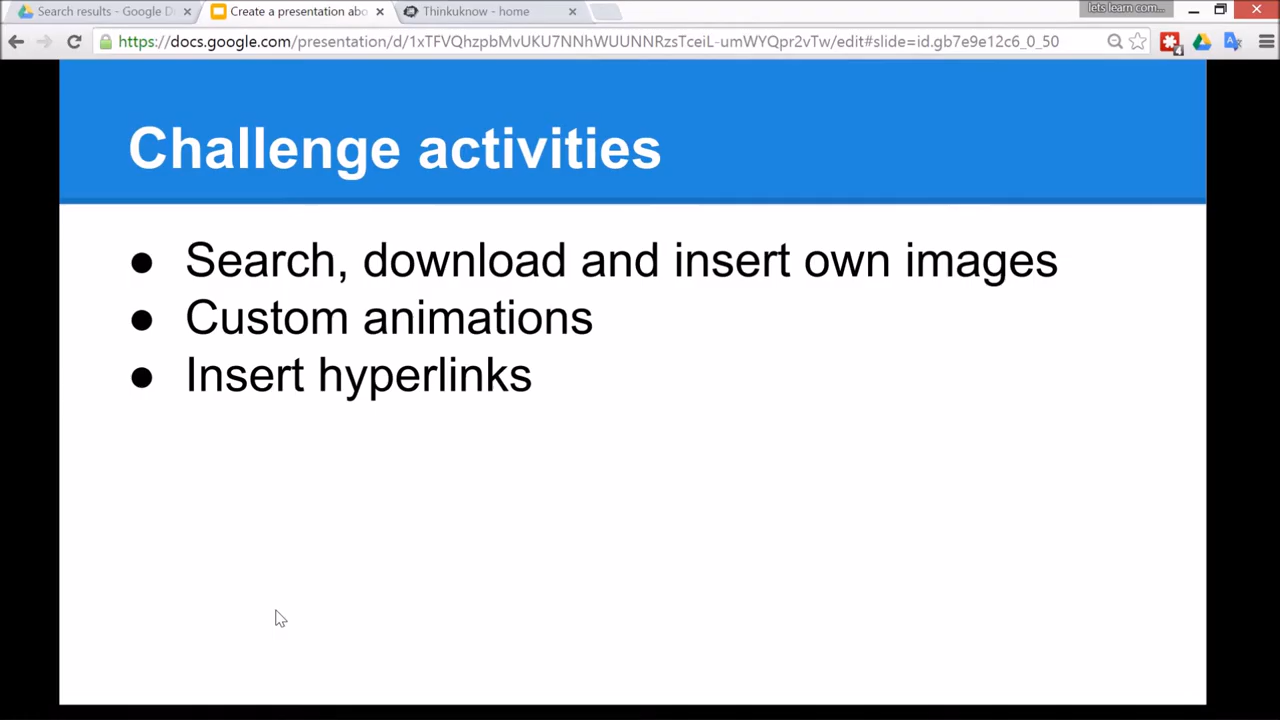 Search results - Google D
Create a presentation abo
Thinkuknow - home
lets learn com...
https://docs.google.com/presentation/d/1xTFVQhzpbMvUKU7NNhWUUNNRzsTceiL-umWYQpr2vTw/edit#slide=id.gb7e9e12c6_0_50
4
Challenge activities
● Search, download and insert own images
● Custom animations
● Insert hyperlinks